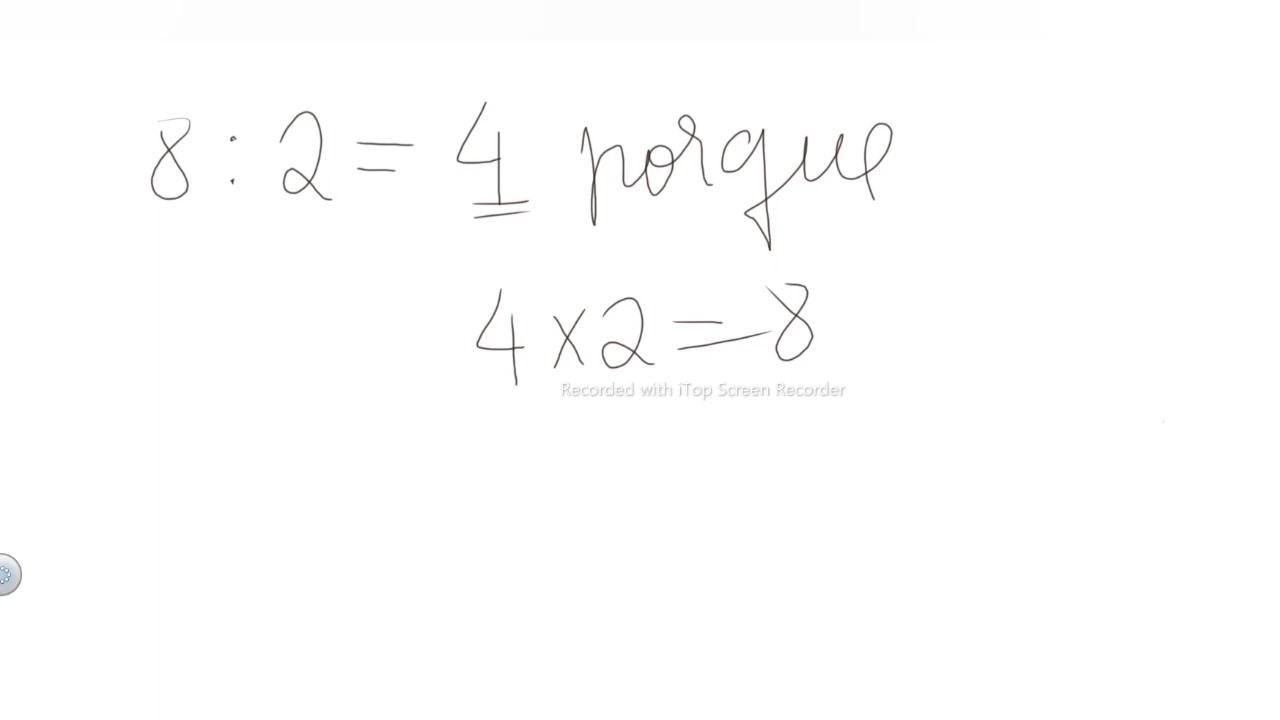 8 : 2 = 4 porque
4 x 2 = 8
Recorded with iTop Screen Recorder